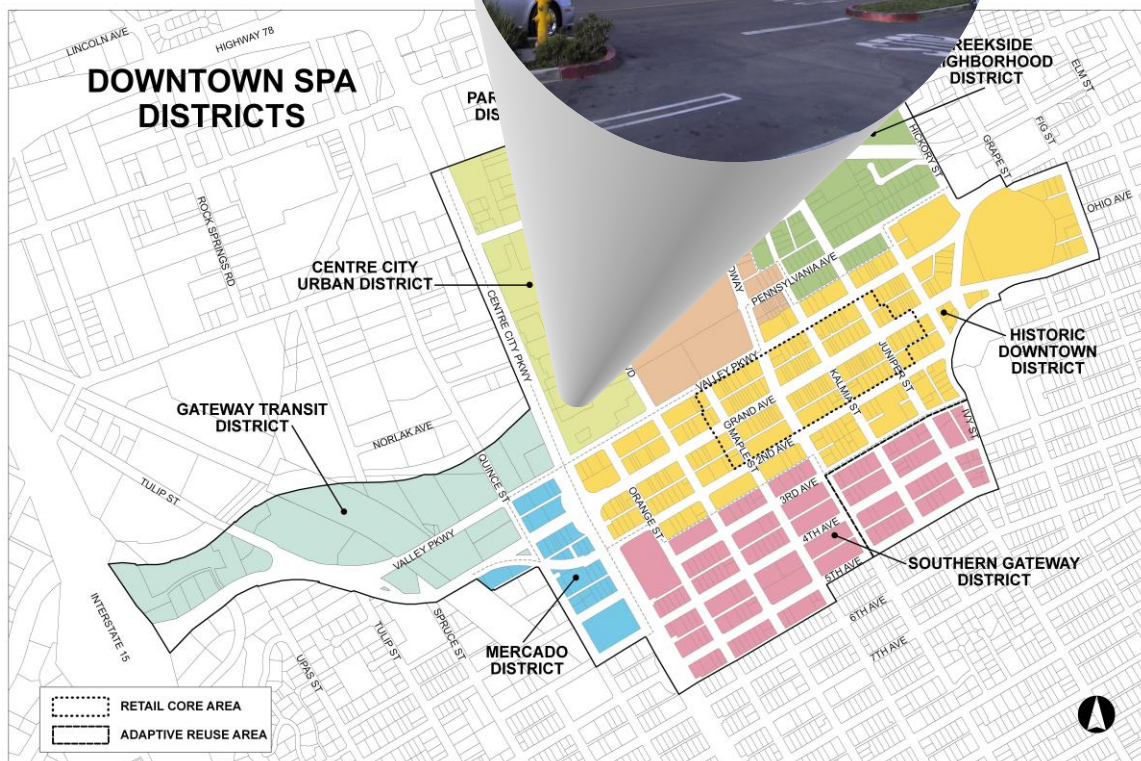 LINCOLN AVE
HIGHWAY 78
DOWNTOWN SPA
DISTRICTS
ELM ST
FIG ST
DISTRICT
HICKORY ST
GRAPE ST
OHIO AVE
ROCK SPRINGS RD
CENTRE CITY
URBAN DISTRICT
CENTRE CITY PKWY
PENNSYLVANIA AVE
HISTORIC
DOWNTOWN
DISTRICT
VALLEY PKWY
JUNIPER ST
KALMIA ST
GRAND AVE
MAPLE ST
2ND AVE
IVY ST
GATEWAY TRANSIT
DISTRICT
NORLAK AVE
QUINCE ST
TULIP ST
ORANGE ST
3RD AVE
4TH AVE
5TH AVE
VALLEY PKWY
SOUTHERN GATEWAY
DISTRICT
INTERSTATE 15
6TH AVE
7TH AVE
SPRUCE ST
TULIP ST
UPAS ST
MERCADO
DISTRICT
RETAIL CORE AREA
ADAPTIVE REUSE AREA